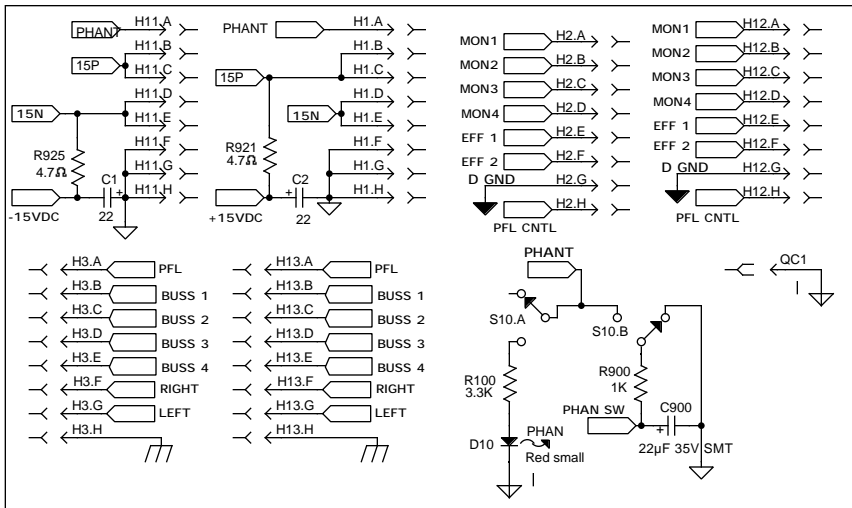 PHANT
H11.A
H11.B
15P
H11.C
H11.D
15N
H11.E
R925
4.7Ω
H11.F
H11.G
C1
+
H11.H
-15VDC
22
PHANT
H1.A
H1.B
15P
H1.C
H1.D
15N
H1.E
R921
4.7Ω
H1.F
H1.G
C2
+
H1.H
+15VDC
22
MON1
H2.A
MON2
H2.B
MON3
H2.C
MON4
H2.D
EFF 1
H2.E
EFF 2
H2.F
D GND
H2.G
H2.H
PFL CNTL
MON1
H12.A
MON2
H12.B
MON3
H12.C
MON4
H12.D
EFF 1
H12.E
EFF 2
H12.F
D GND
H12.G
H12.H
PFL CNTL
H3.A
PFL
H3.B
BUSS 1
H3.C
BUSS 2
H3.D
BUSS 3
H3.E
BUSS 4
H3.F
RIGHT
H3.G
LEFT
H3.H
H13.A
PFL
H13.B
BUSS 1
H13.C
BUSS 2
H13.D
BUSS 3
H13.E
BUSS 4
H13.F
RIGHT
H13.G
LEFT
H13.H
PHANT
S10.A
S10.B
R100
3.3K
R900
1K
PHAN SW
C900
+
22µF 35V SMT
D10
PHAN
Red small
I
QC1
I